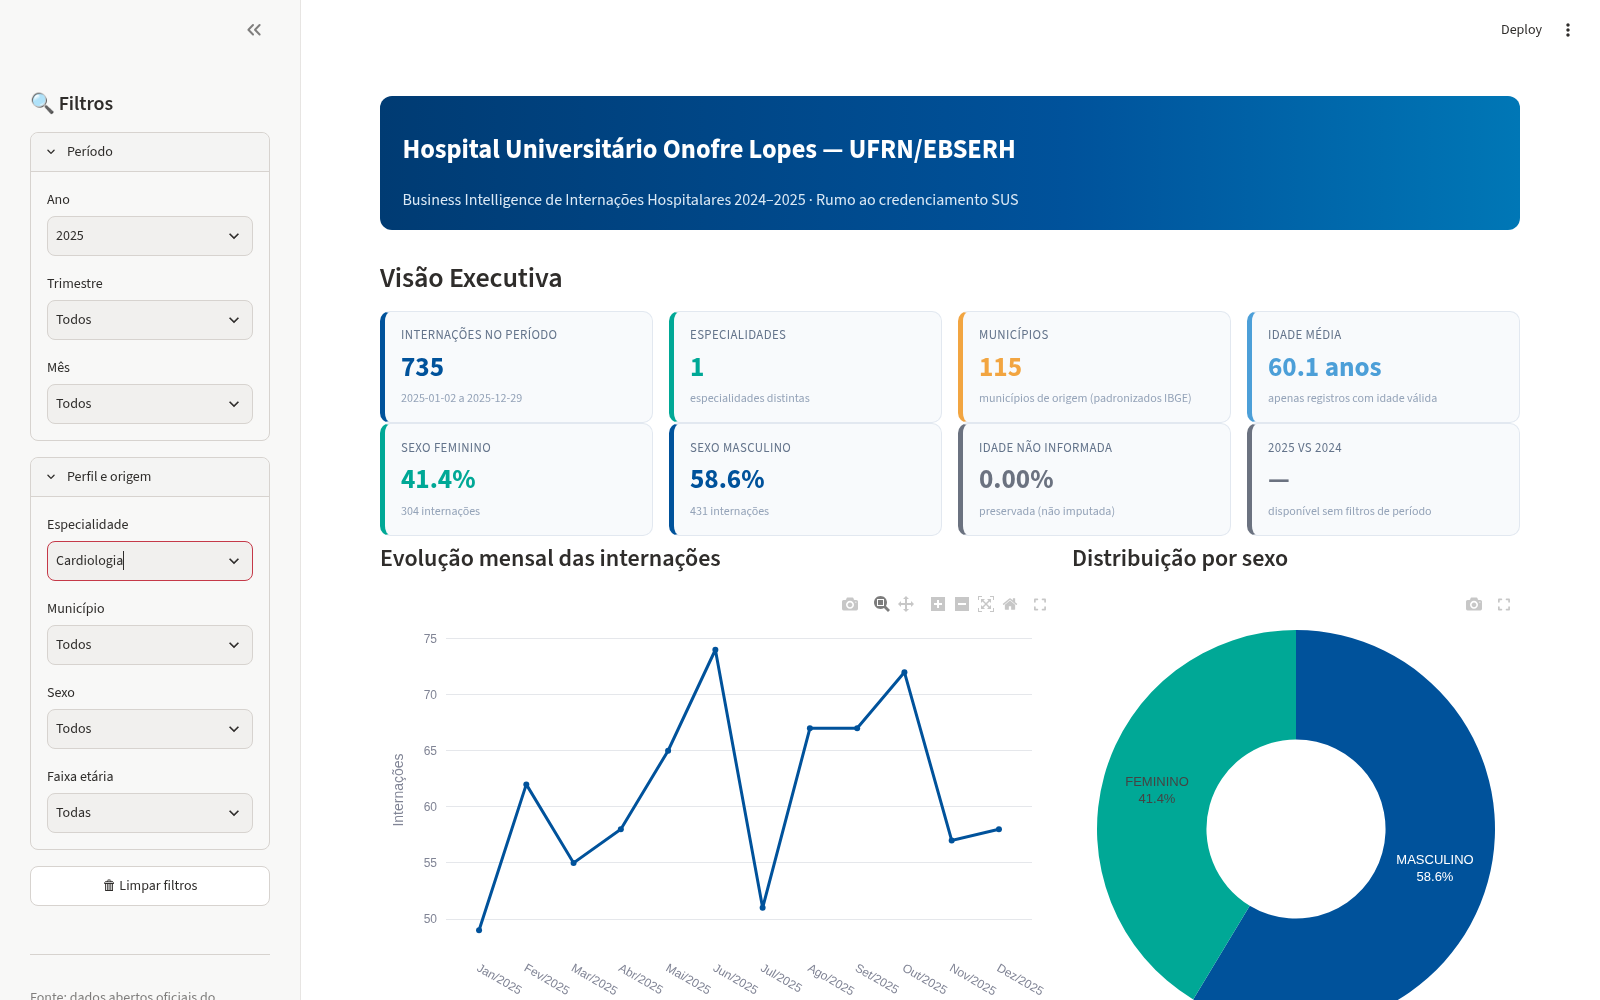 Deploy
🔍 Filtros
Período
Ano
2025
Trimestre
Todos
Mês
Todos
Perfil e origem
Especialidade
Cardiologia
Município
Todos
Sexo
Todos
Faixa etária
Todas
🗑 Limpar filtros
Fonte: dados abertos oficiais do
Hospital Universitário Onofre Lopes — UFRN/EBSERH
Business Intelligence de Internações Hospitalares 2024–2025 · Rumo ao credenciamento SUS
Visão Executiva
INTERNAÇÕES NO PERÍODO
735
2025-01-02 a 2025-12-29
ESPECIALIDADES
1
especialidades distintas
MUNICÍPIOS
115
municípios de origem (padronizados IBGE)
IDADE MÉDIA
60.1 anos
apenas registros com idade válida
SEXO FEMININO
41.4%
304 internações
SEXO MASCULINO
58.6%
431 internações
IDADE NÃO INFORMADA
0.00%
preservada (não imputada)
2025 VS 2024
—
disponível sem filtros de período
Evolução mensal das internações
Internações
75
70
65
60
55
50
Jan/2025
Fev/2025
Mar/2025
Abr/2025
Mai/2025
Jun/2025
Jul/2025
Ago/2025
Set/2025
Out/2025
Nov/2025
Dez/2025
Distribuição por sexo
FEMININO
41.4%
MASCULINO
58.6%